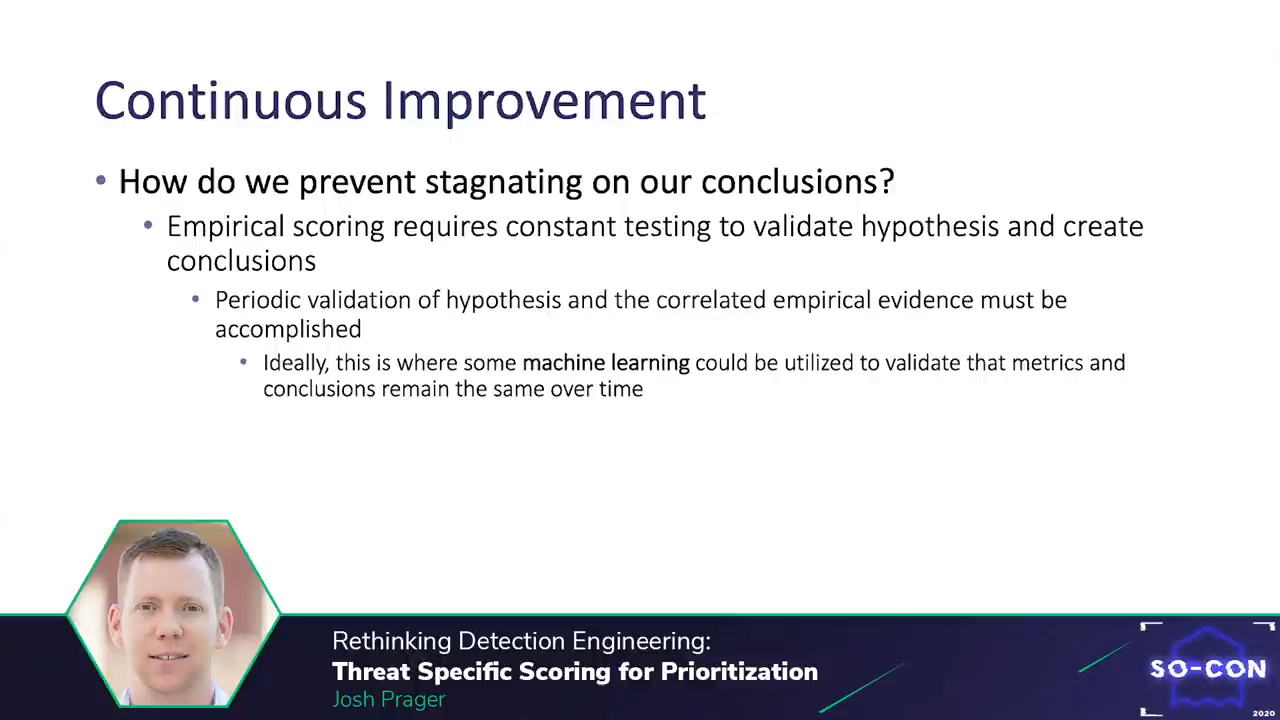 Continuous Improvement
• How do we prevent stagnating on our conclusions?
• Empirical scoring requires constant testing to validate hypothesis and create
conclusions
• Periodic validation of hypothesis and the correlated empirical evidence must be
accomplished
• Ideally, this is where some machine learning could be utilized to validate that metrics and
conclusions remain the same over time
Rethinking Detection Engineering:
Threat Specific Scoring for Prioritization
Josh Prager
SO-CON
2020